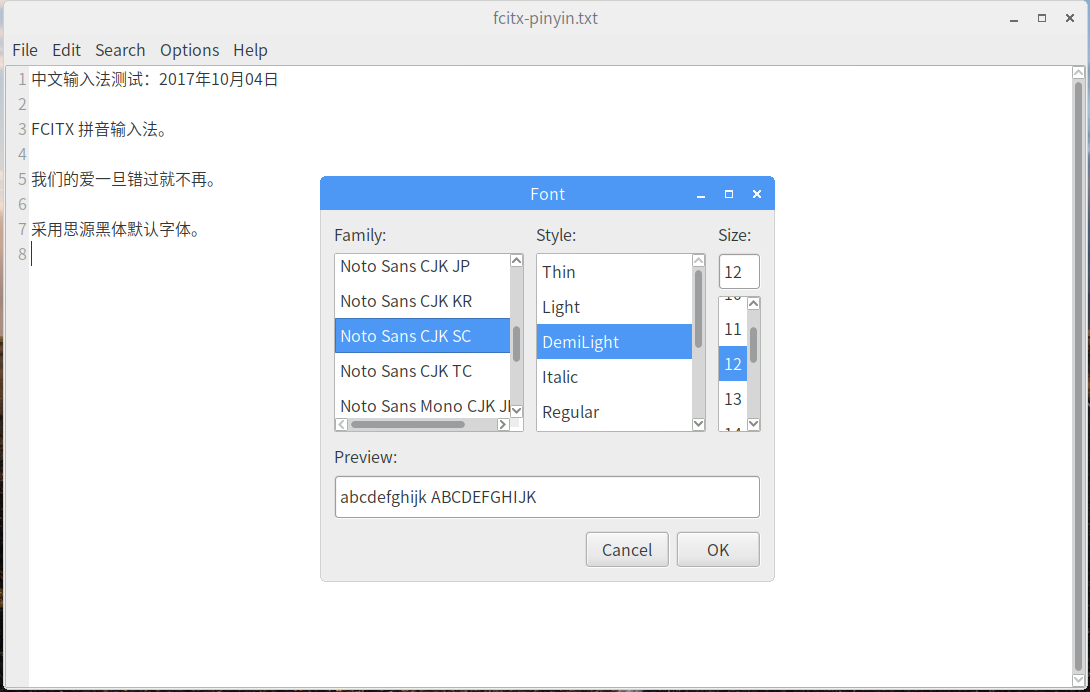 fcitx-pinyin.txt
File Edit Search Options Help
1 中文输入法测试：2017年10月04日
2
3 FCITX 拼音输入法。
4
5 我们的爱一旦错过就不再。
6
7 采用思源黑体默认字体。
8
Font
Family: Style: Size:
12
Noto Sans CJK JP
Noto Sans CJK KR
Noto Sans CJK SC
Noto Sans CJK TC
Noto Sans Mono CJK
Thin
Light
DemiLight
Italic
Regular
11
12
13
Preview:
abcdefghijk ABCDEFGHIJK
Cancel OK